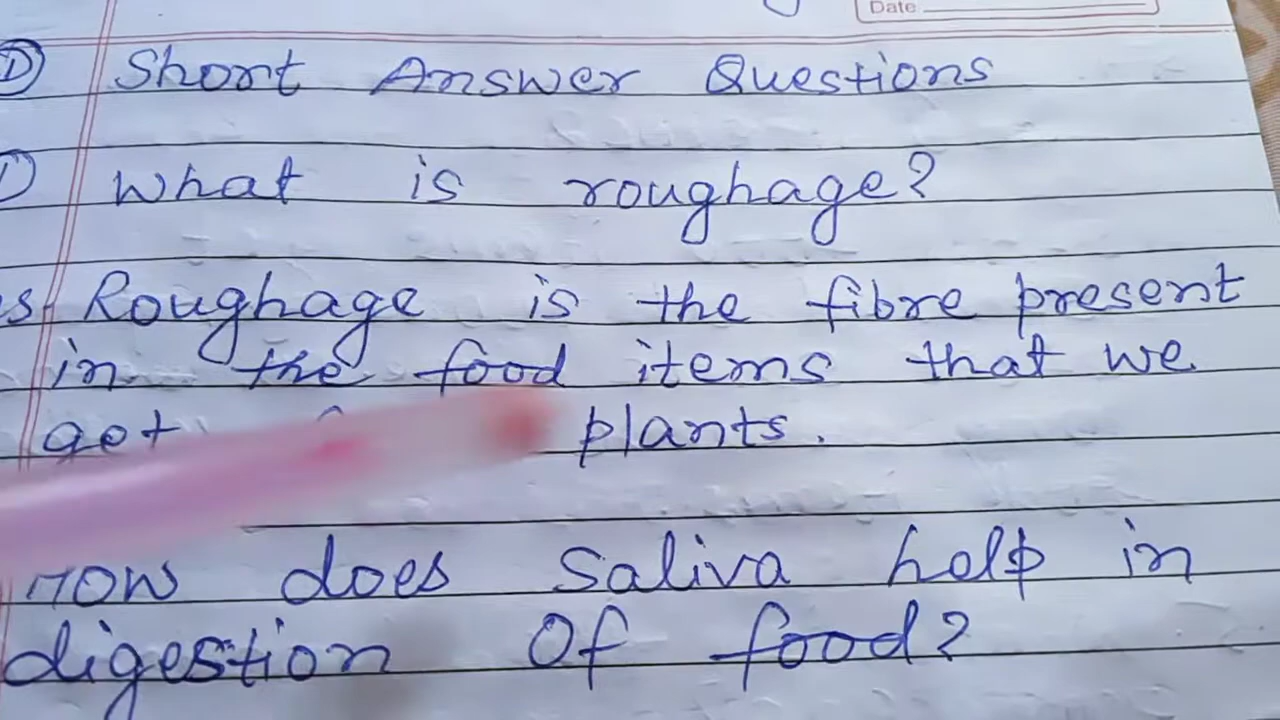 Date
D Short Answer Questions
1) What is roughage?
s Roughage is the fibre present
in the food items that we
get plants.
How does Saliva help in
digestion Of food?